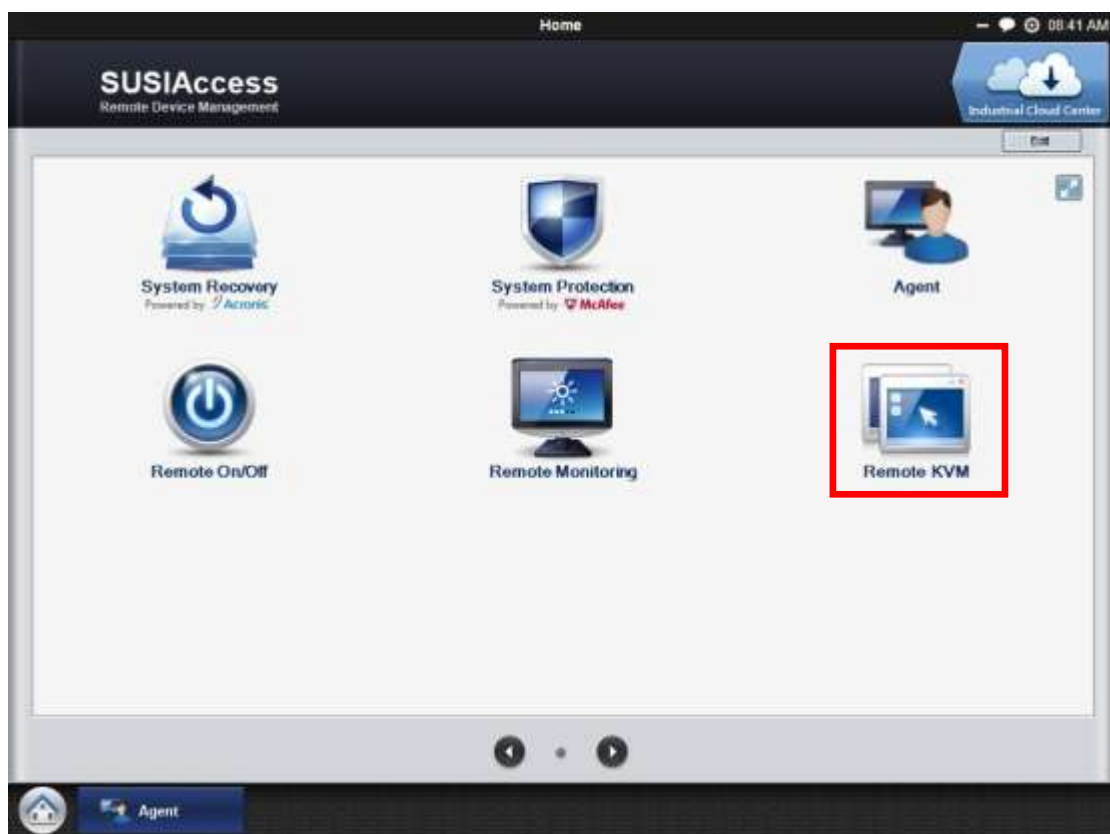 Home
08:41 AM
SUSIAccess
Remote Device Management
Industrial Cloud Center
Edit
System Recovery
Powered by Acronis
System Protection
Powered by McAfee
Agent
Remote On/Off
Remote Monitoring
Remote KVM
Agent